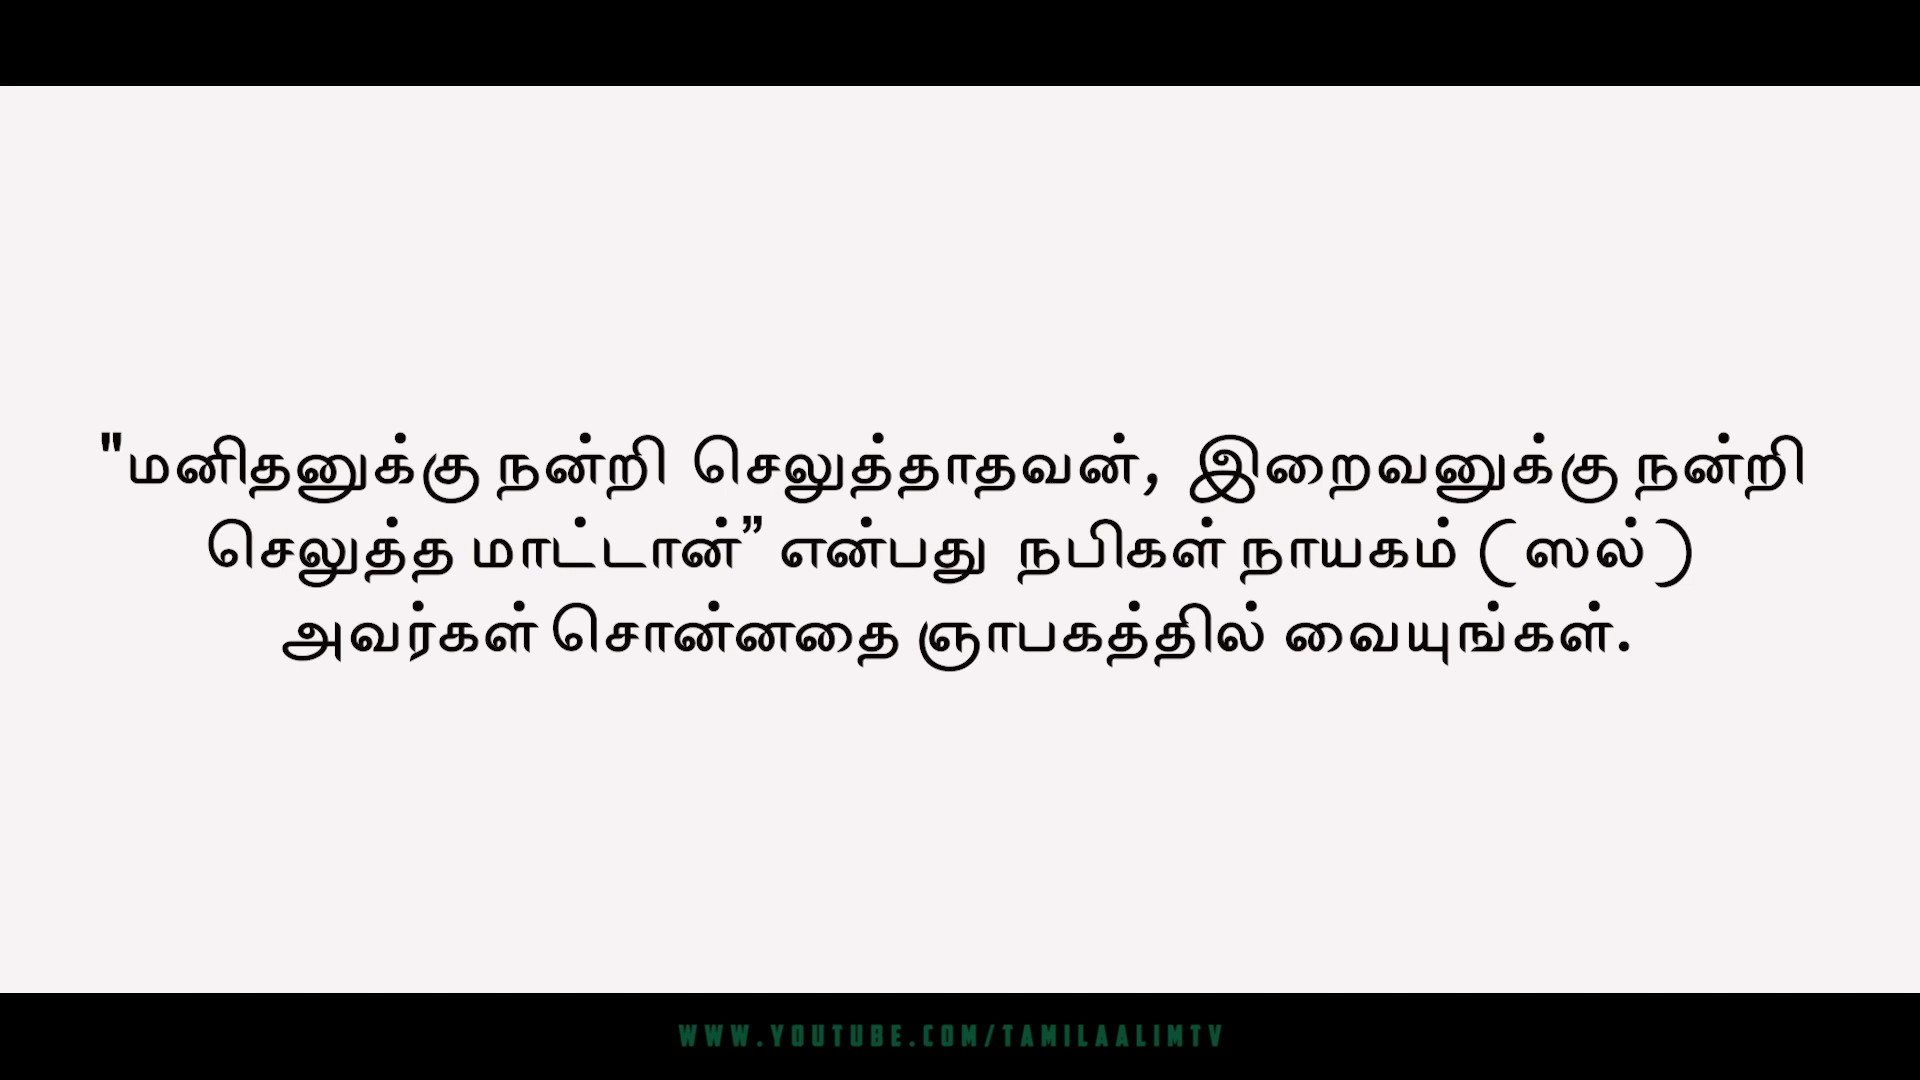 "மனிதனுக்கு நன்றி செலுத்தாதவன், இறைவனுக்கு நன்றி
செலுத்த மாட்டான்” என்பது நபிகள் நாயகம் (ஸல்)
அவர்கள் சொன்னதை ஞாபகத்தில் வையுங்கள்.
WWW.YOUTUBE.COM/TAMILAALIMTV